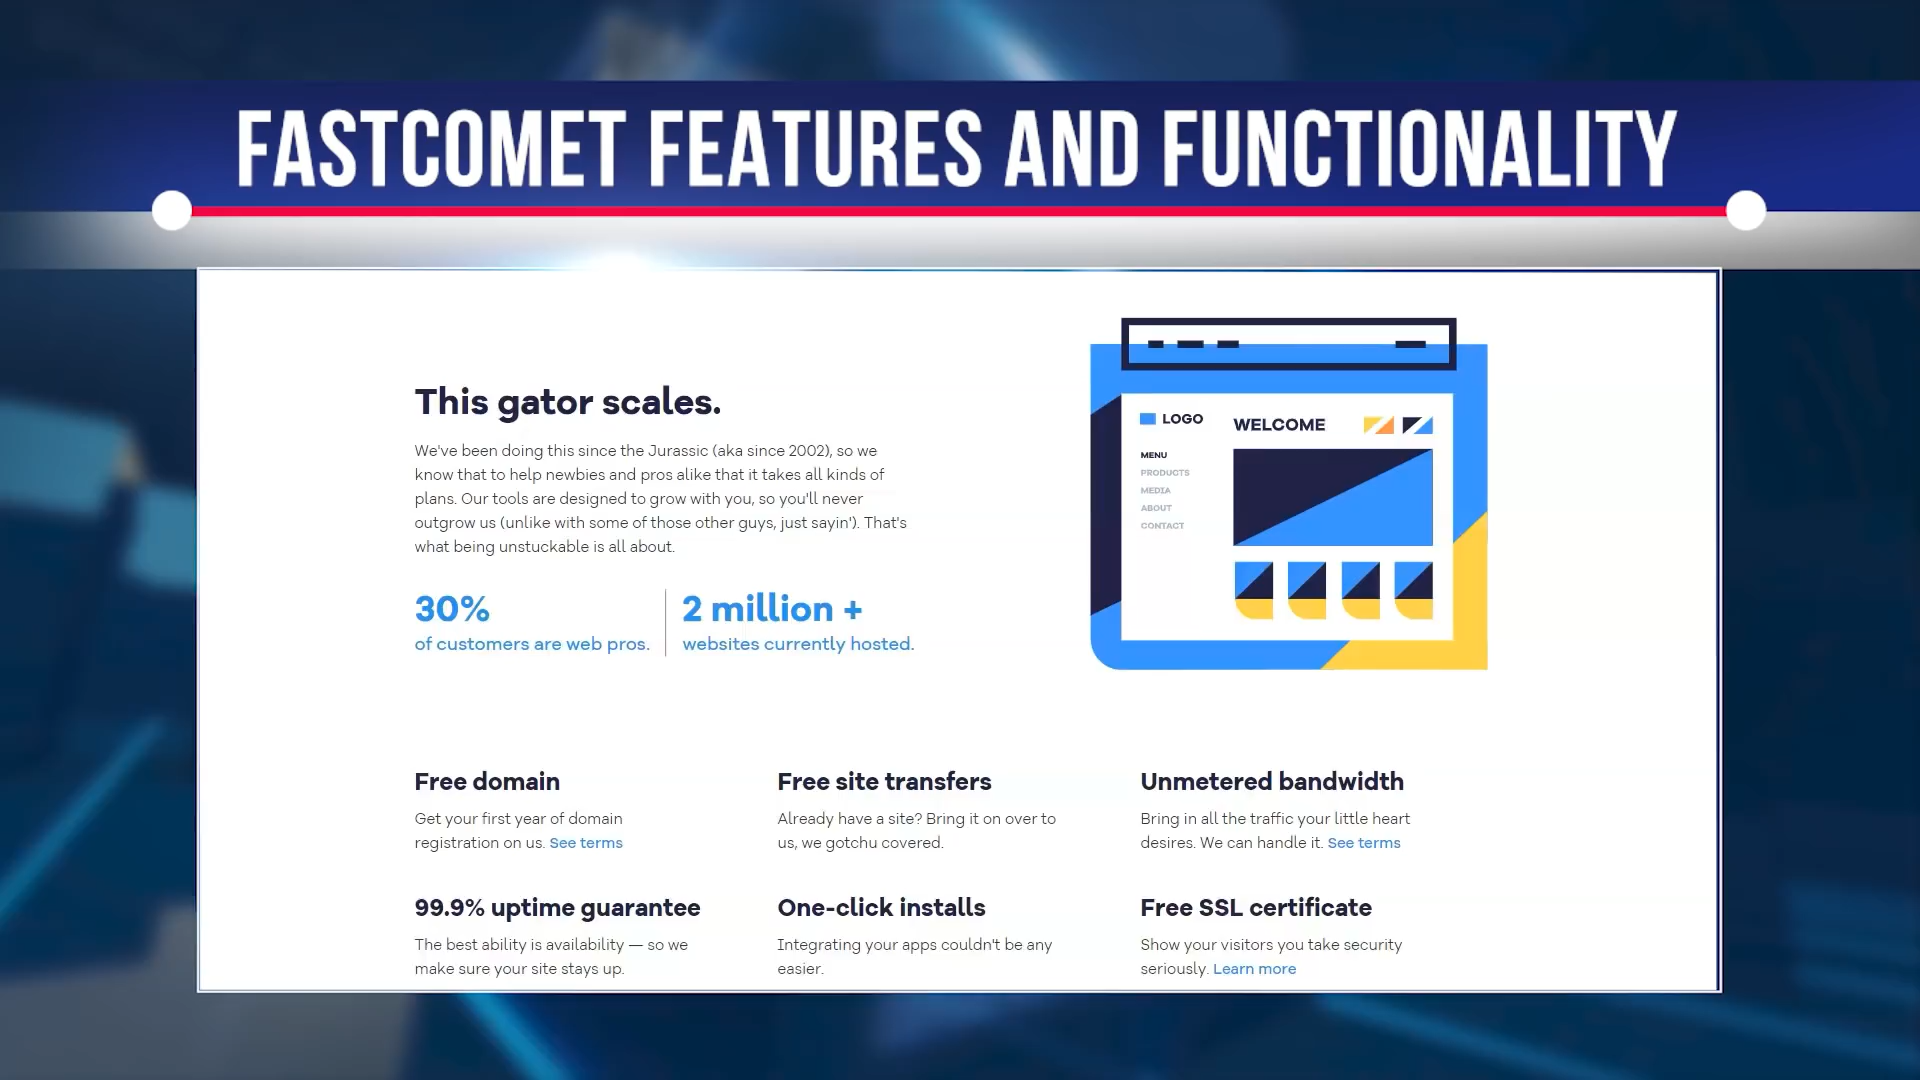 FASTCOMET FEATURES AND FUNCTIONALITY
This gator scales.
We've been doing this since the Jurassic (aka since 2002), so we
know that to help newbies and pros alike that it takes all kinds of
plans. Our tools are designed to grow with you, so you'll never
outgrow us (unlike with some of those other guys, just sayin'). That's
what being unstuckable is all about.
30%
of customers are web pros.
2 million +
websites currently hosted.
LOGO
WELCOME
MENU
PRODUCTS
MEDIA
ABOUT
CONTACT
Free domain
Get your first year of domain
registration on us. See terms
Free site transfers
Already have a site? Bring it on over to
us, we gotchu covered.
Unmetered bandwidth
Bring in all the traffic your little heart
desires. We can handle it. See terms
99.9% uptime guarantee
The best ability is availability — so we
make sure your site stays up.
One-click installs
Integrating your apps couldn't be any
easier.
Free SSL certificate
Show your visitors you take security
seriously. Learn more